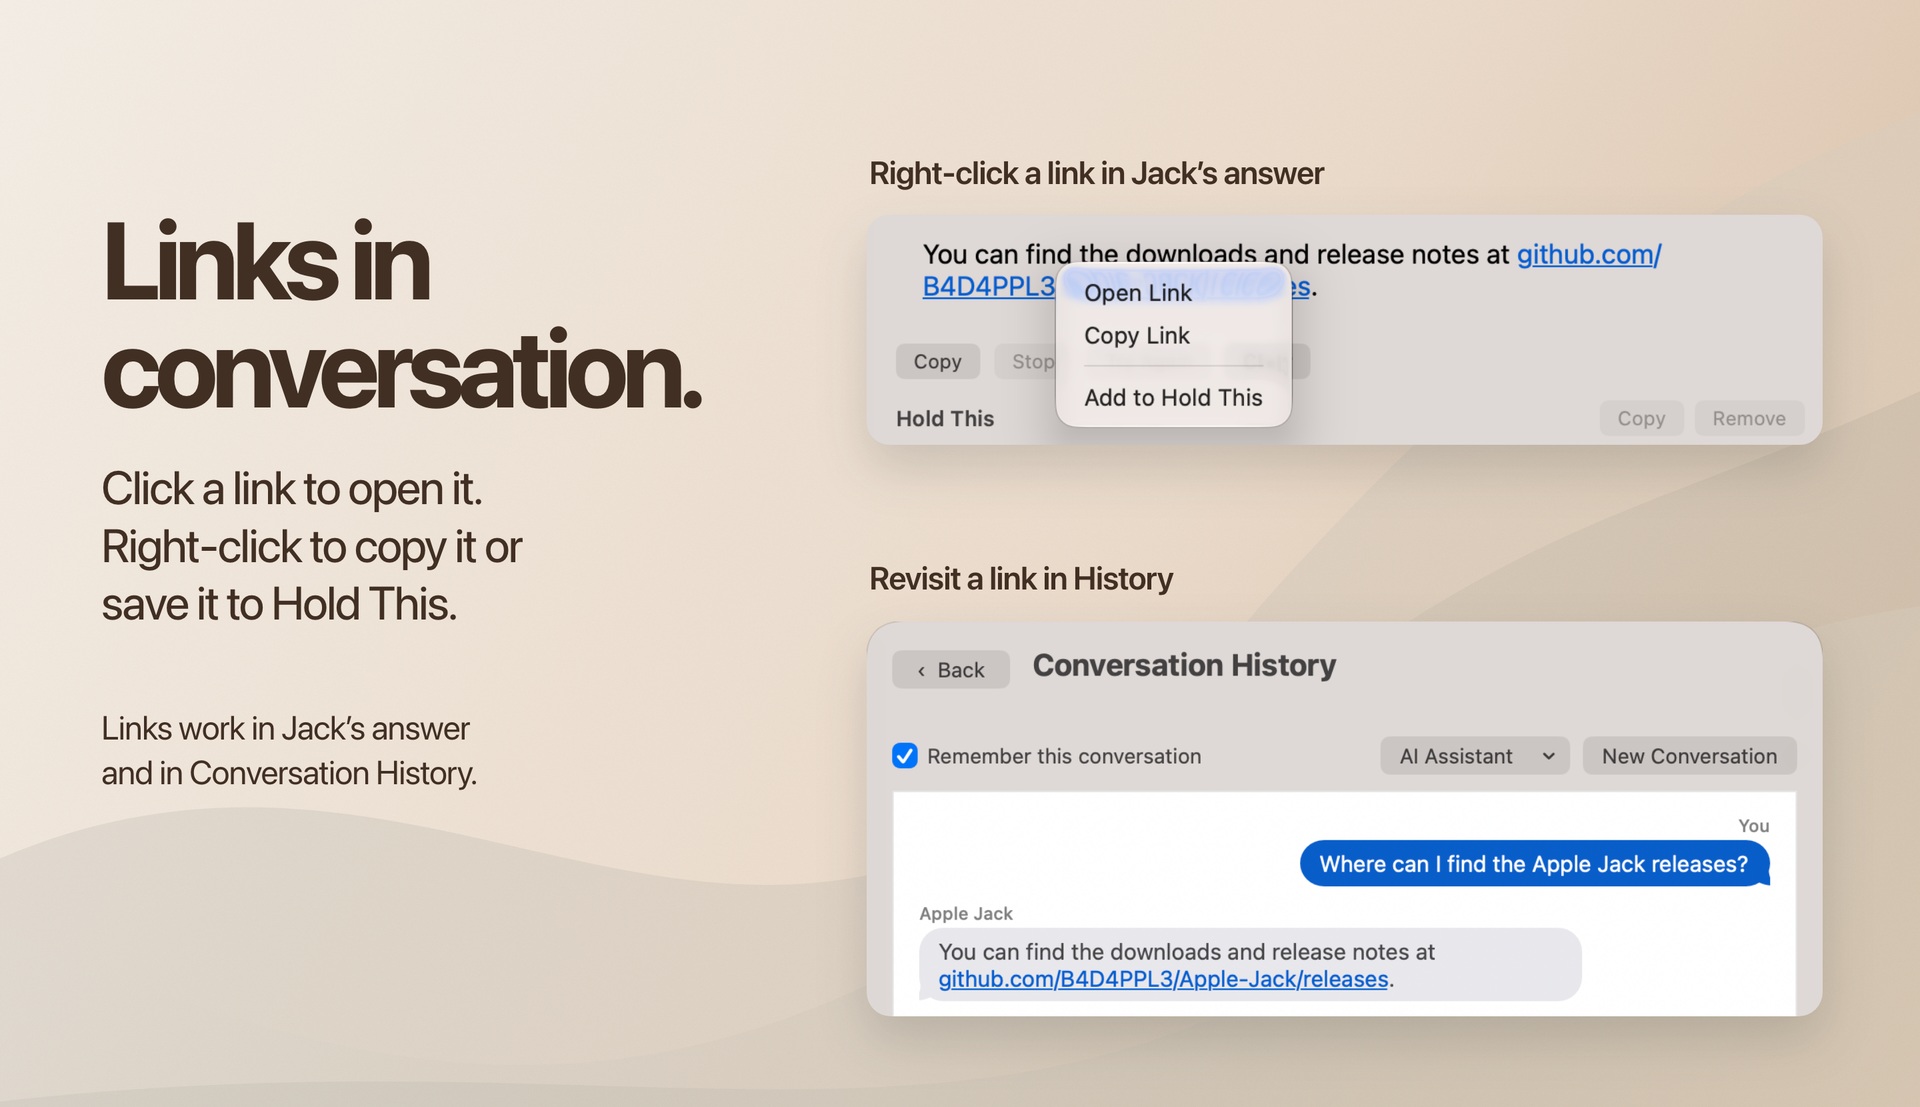 Links in
conversation.
Click a link to open it.
Right-click to copy it or
save it to Hold This.
Links work in Jack's answer
and in Conversation History.
Right-click a link in Jack's answer
You can find the downloads and release notes at github.com/
B4D4PPL3 es.
Open Link
Copy Link
Add to Hold This
Copy Stop
Hold This
Copy Remove
Revisit a link in History
‹ Back Conversation History
Remember this conversation AI Assistant New Conversation
You
Where can I find the Apple Jack releases?
Apple Jack
You can find the downloads and release notes at
github.com/B4D4PPL3/Apple-Jack/releases.